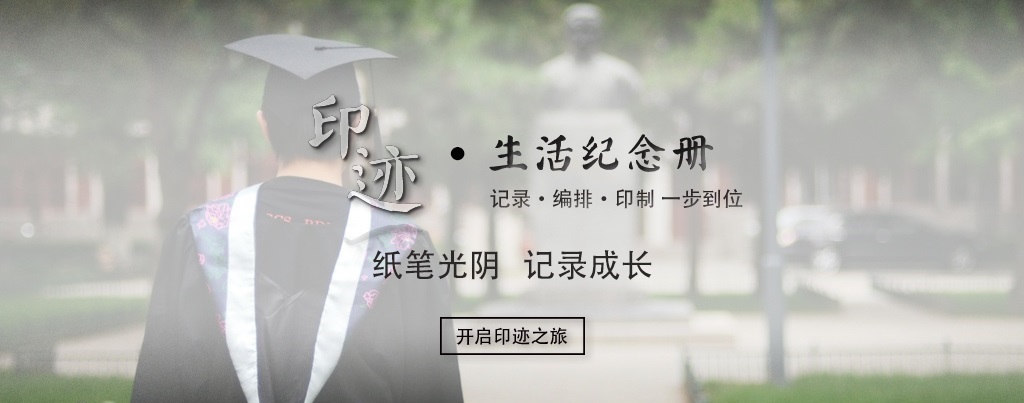 印迹
·生活纪念册
记录·编排·印制 一步到位
纸笔光阴 记录成长
开启印迹之旅